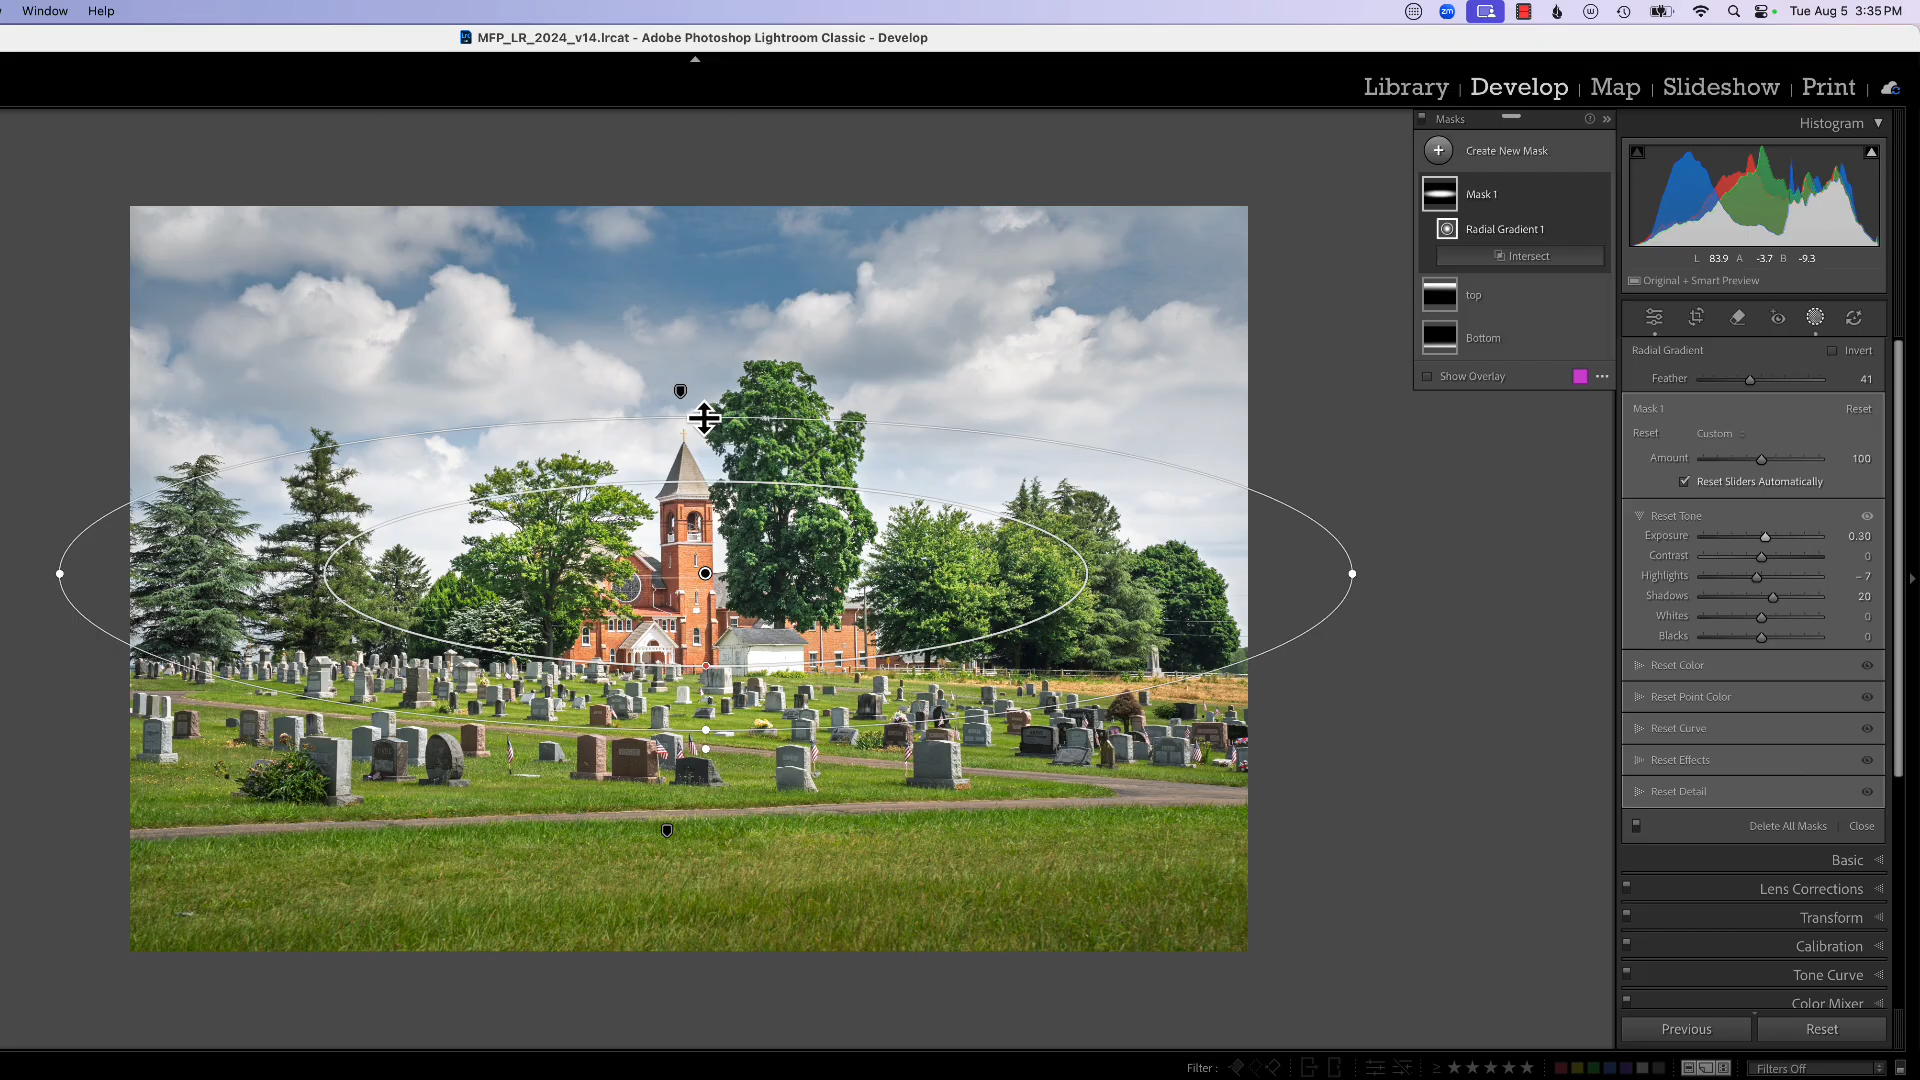 Window Help
Tue Aug 5 3:35 PM
MFP_LR_2024_v14.lrcat - Adobe Photoshop Lightroom Classic - Develop
Library | Develop | Map | Slideshow | Print |
Masks
Create New Mask
Mask 1
Radial Gradient 1
Intersect
top
Bottom
Show Overlay
Histogram
L 83.9 A -3.7 B -9.3
Original + Smart Preview
Radial Gradient Invert
Feather 41
Mask 1 Reset
Reset Custom
Amount 100
Reset Sliders Automatically
Reset Tone
Exposure 0.30
Contrast 0
Highlights – 7
Shadows 20
Whites 0
Blacks 0
Reset Color
Reset Point Color
Reset Curve
Reset Effects
Reset Detail
Delete All Masks | Close
Basic
Lens Corrections
Transform
Calibration
Tone Curve
Color Mixer
Previous Reset
Filter : ≥ ★★★★★ Filters Off